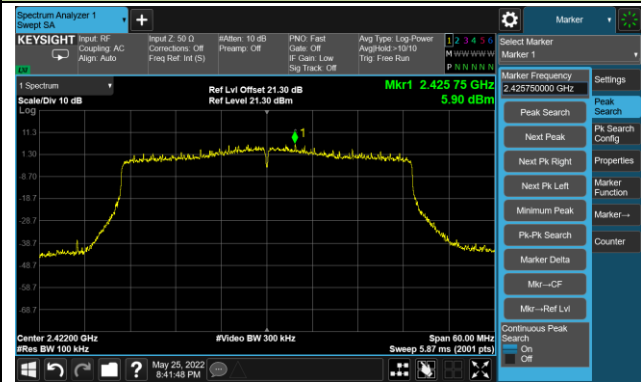 Spectrum Analyzer 1
Swept SA
+
Marker
KEYSIGHT
Input: RF
Coupling: AC
Align: Auto
Input Z: 50 Ω
Corrections: Off
Freq Ref: Int (S)
#Atten: 10 dB
Preamp: Off
PNO: Fast
Gate: Off
IF Gain: Low
Sig Track: Off
Avg Type: Log-Power
Avg|Hold:>10/10
Trig: Free Run
1 2 3 4 5 6
M W W W W W
P N N N N N
Select Marker
Marker 1
LXI
1 Spectrum
Scale/Div 10 dB
Ref Lvl Offset 21.30 dB
Ref Level 21.30 dBm
Mkr1 2.425 75 GHz
5.90 dBm
Log
11.3
1.30
-8.70
-18.7
-28.7
-38.7
-48.7
-58.7
-68.7
1
Center 2.42200 GHz
#Res BW 100 kHz
#Video BW 300 kHz
Span 60.00 MHz
Sweep 5.87 ms (2001 pts)
Marker Frequency
2.425750000 GHz
Peak Search
Next Peak
Next Pk Right
Next Pk Left
Minimum Peak
Pk-Pk Search
Marker Delta
Mkr→CF
Mkr→Ref Lvl
Continuous Peak
Search
On
Off
Settings
Peak
Search
Pk Search
Config
Properties
Marker
Function
Marker→
Counter
?
May 25, 2022
8:41:48 PM